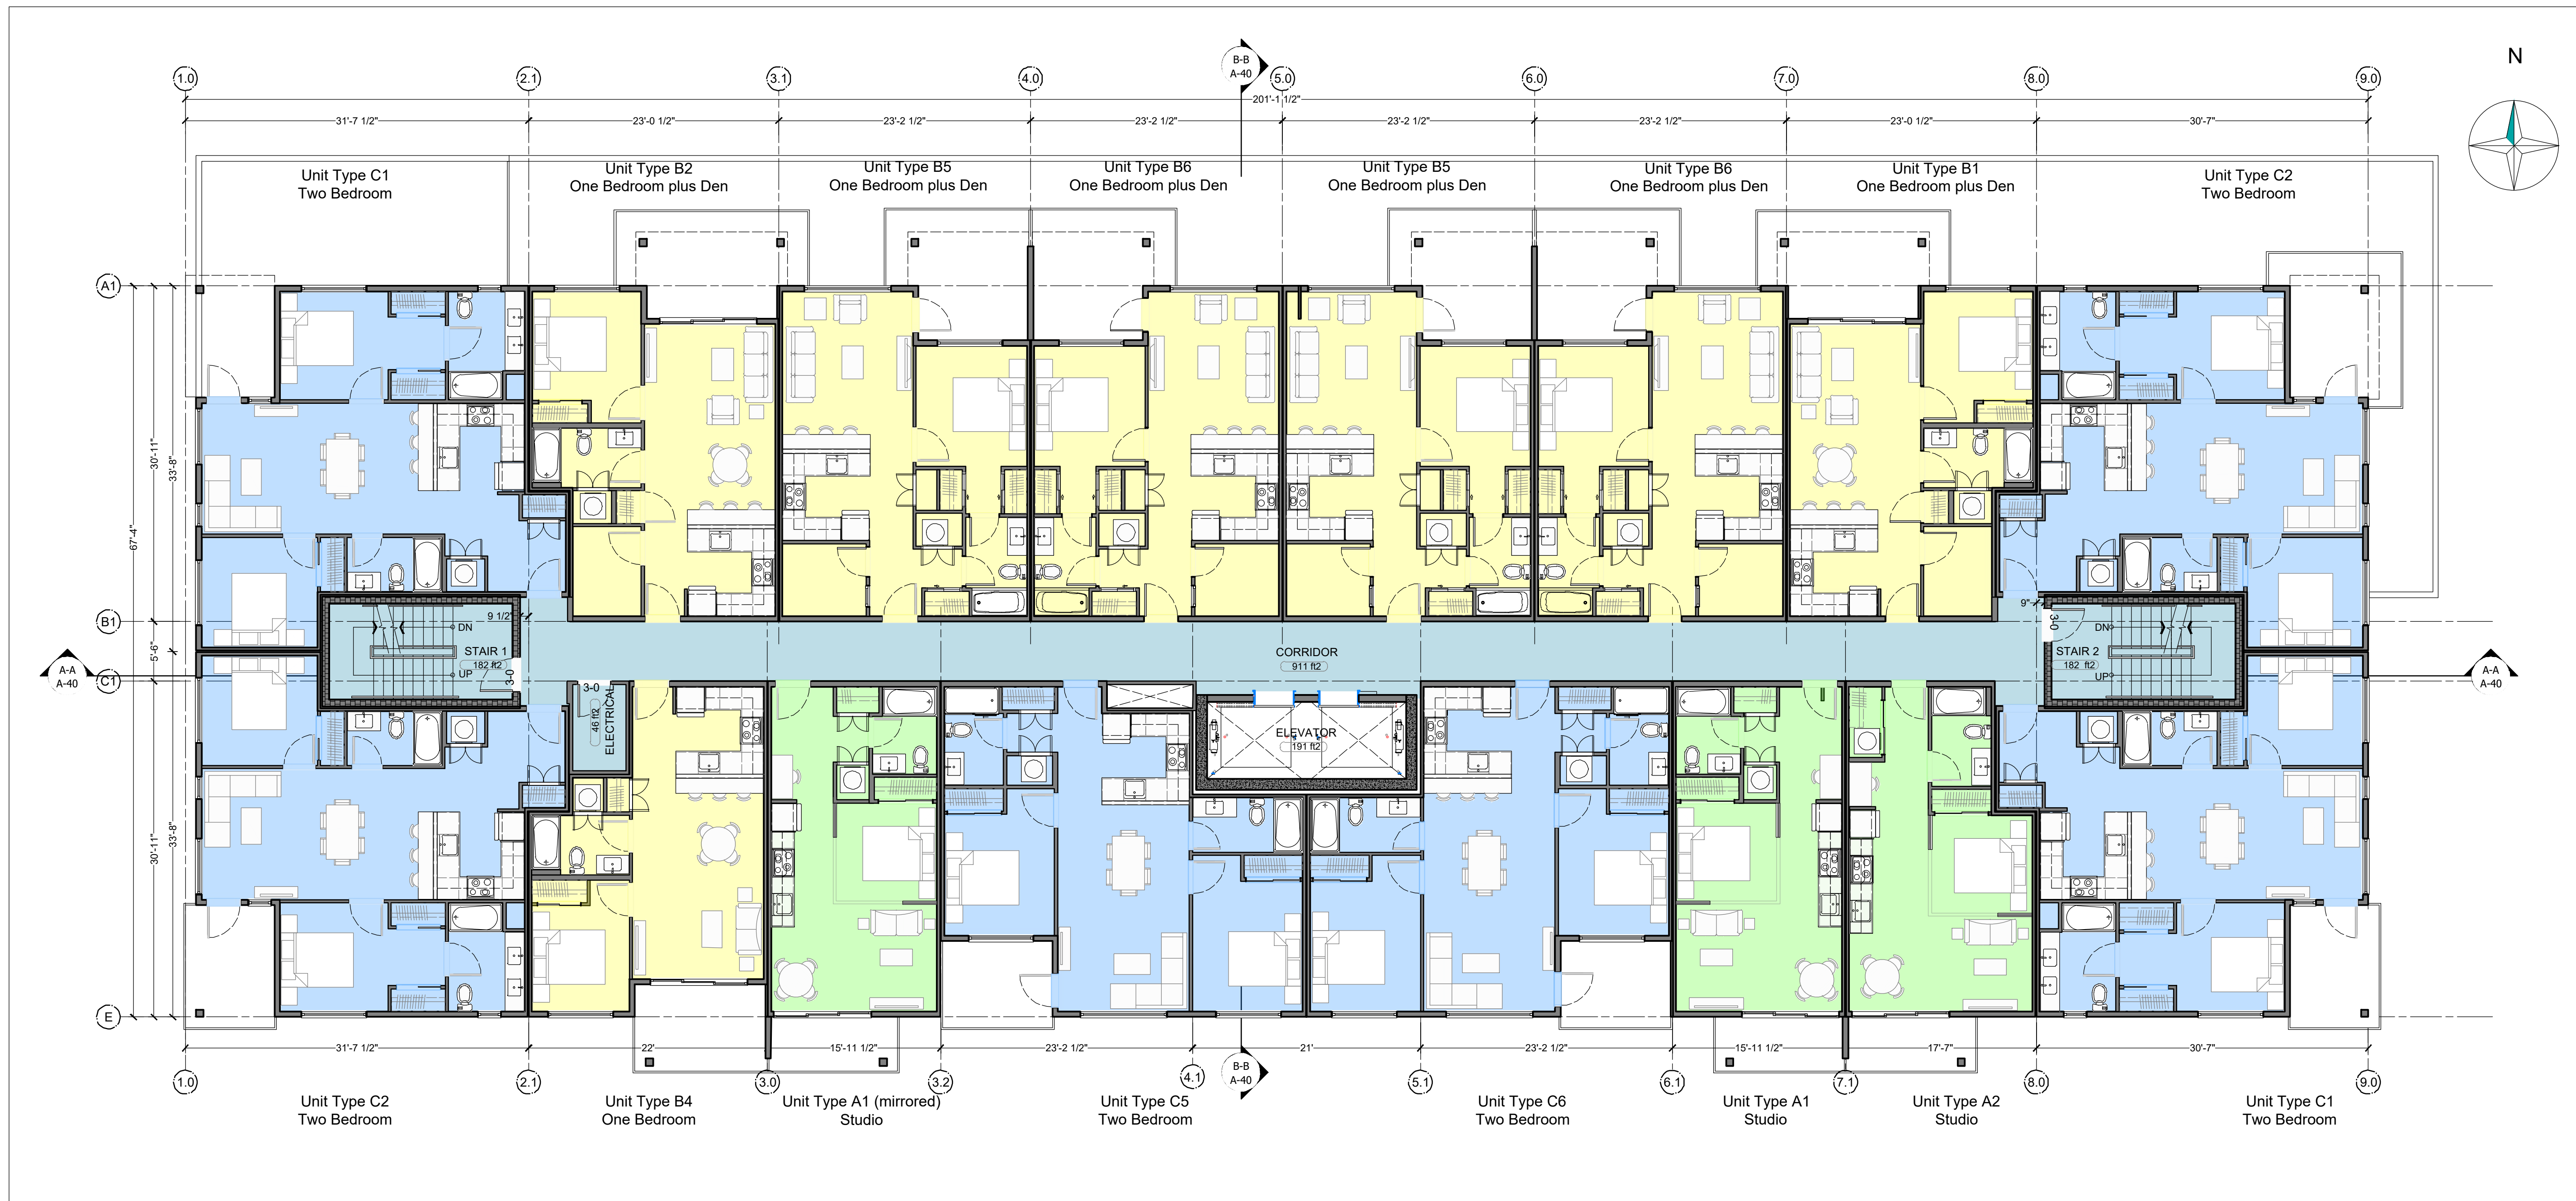 N
B-B
A-40
1.0
2.1
3.1
4.0
5.0
6.0
7.0
8.0
9.0
201'-1 1/2"
31'-7 1/2"
23'-0 1/2"
23'-2 1/2"
23'-2 1/2"
23'-2 1/2"
23'-2 1/2"
23'-0 1/2"
30'-7"
Unit Type C1
Two Bedroom
Unit Type B2
One Bedroom plus Den
Unit Type B5
One Bedroom plus Den
Unit Type B6
One Bedroom plus Den
Unit Type B5
One Bedroom plus Den
Unit Type B6
One Bedroom plus Den
Unit Type B1
One Bedroom plus Den
Unit Type C2
Two Bedroom
A1
B1
C1
E
67'-4"
30'-11"
33'-8"
5'-6"
30'-11"
33'-8"
A-A
A-40
9 1/2"
DN
STAIR 1
182 ft2
UP
3-0
3-0
ELECTRICAL
46 ft2
CORRIDOR
911 ft2
ELEVATOR
191 ft2
9"
3-0
DN
STAIR 2
182 ft2
UP
A-A
A-40
31'-7 1/2"
22'
15'-11 1/2"
23'-2 1/2"
21'
23'-2 1/2"
15'-11 1/2"
17'-7"
30'-7"
1.0
2.1
3.0
3.2
4.1
B-B
A-40
5.1
6.1
7.1
8.0
9.0
Unit Type C2
Two Bedroom
Unit Type B4
One Bedroom
Unit Type A1 (mirrored)
Studio
Unit Type C5
Two Bedroom
Unit Type C6
Two Bedroom
Unit Type A1
Studio
Unit Type A2
Studio
Unit Type C1
Two Bedroom